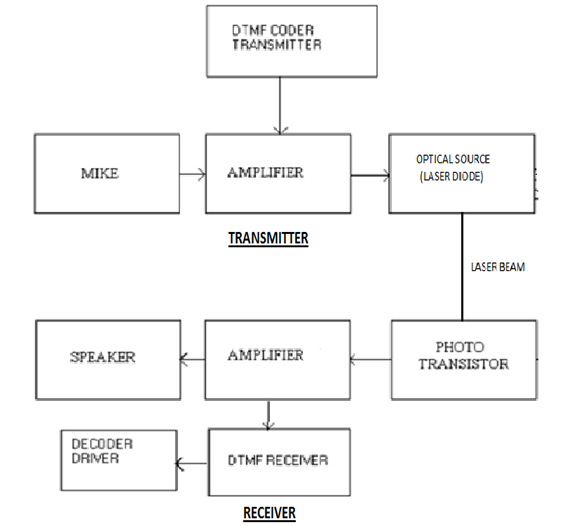 DTMF CODER
TRANSMITTER
MIKE
AMPLIFIER
OPTICAL SOURCE
(LASER DIODE)
TRANSMITTER
LASER BEAM
SPEAKER
AMPLIFIER
PHOTO
TRANSISTOR
DECODER
DRIVER
DTMF RECEIVER
RECEIVER